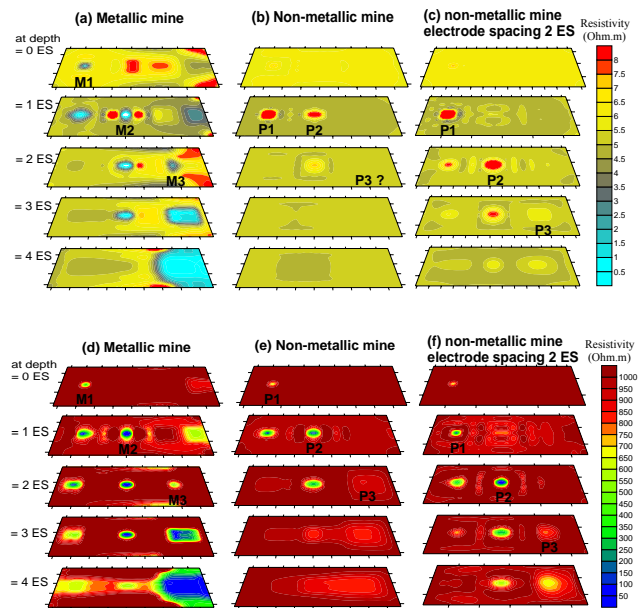 (a) Metallic mine
(b) Non-metallic mine
(c) non-metallic mine
electrode spacing 2 ES
Resistivity
(Ohm.m)
at depth
= 0 ES
M1
8
7.5
7
6.5
6
5.5
5
4.5
4
3.5
3
2.5
2
1.5
1
0.5
= 1 ES
M2
P1
P2
P1
= 2 ES
M3
P3 ?
P2
= 3 ES
P3
= 4 ES
(d) Metallic mine
(e) Non-metallic mine
(f) non-metallic mine
electrode spacing 2 ES
Resistivity
(Ohm.m)
at depth
= 0 ES
M1
P1
1000
950
900
850
800
750
700
650
600
550
500
450
400
350
300
250
200
150
100
50
0
= 1 ES
M2
P2
P1
= 2 ES
M3
P3
P2
= 3 ES
P3
= 4 ES